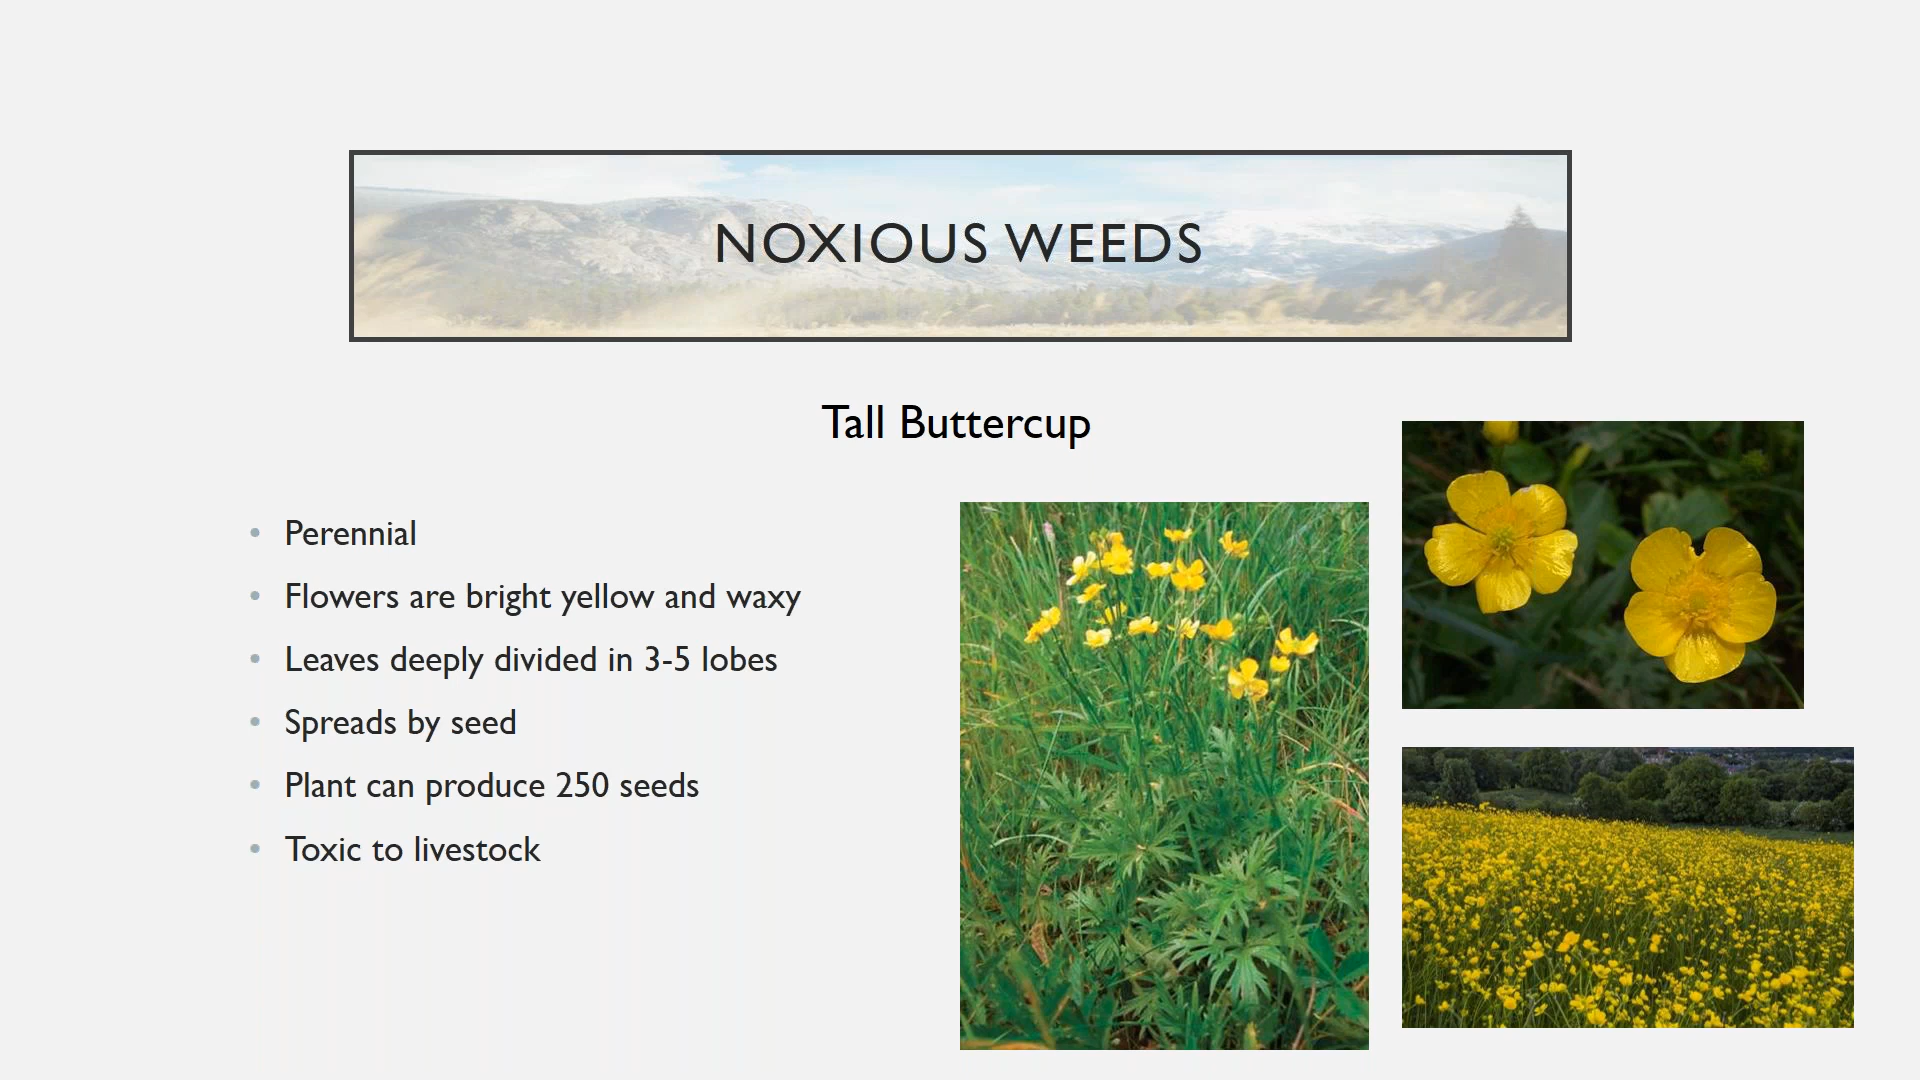 NOXIOUS WEEDS
Tall Buttercup
• Perennial
• Flowers are bright yellow and waxy
• Leaves deeply divided in 3-5 lobes
• Spreads by seed
• Plant can produce 250 seeds
• Toxic to livestock